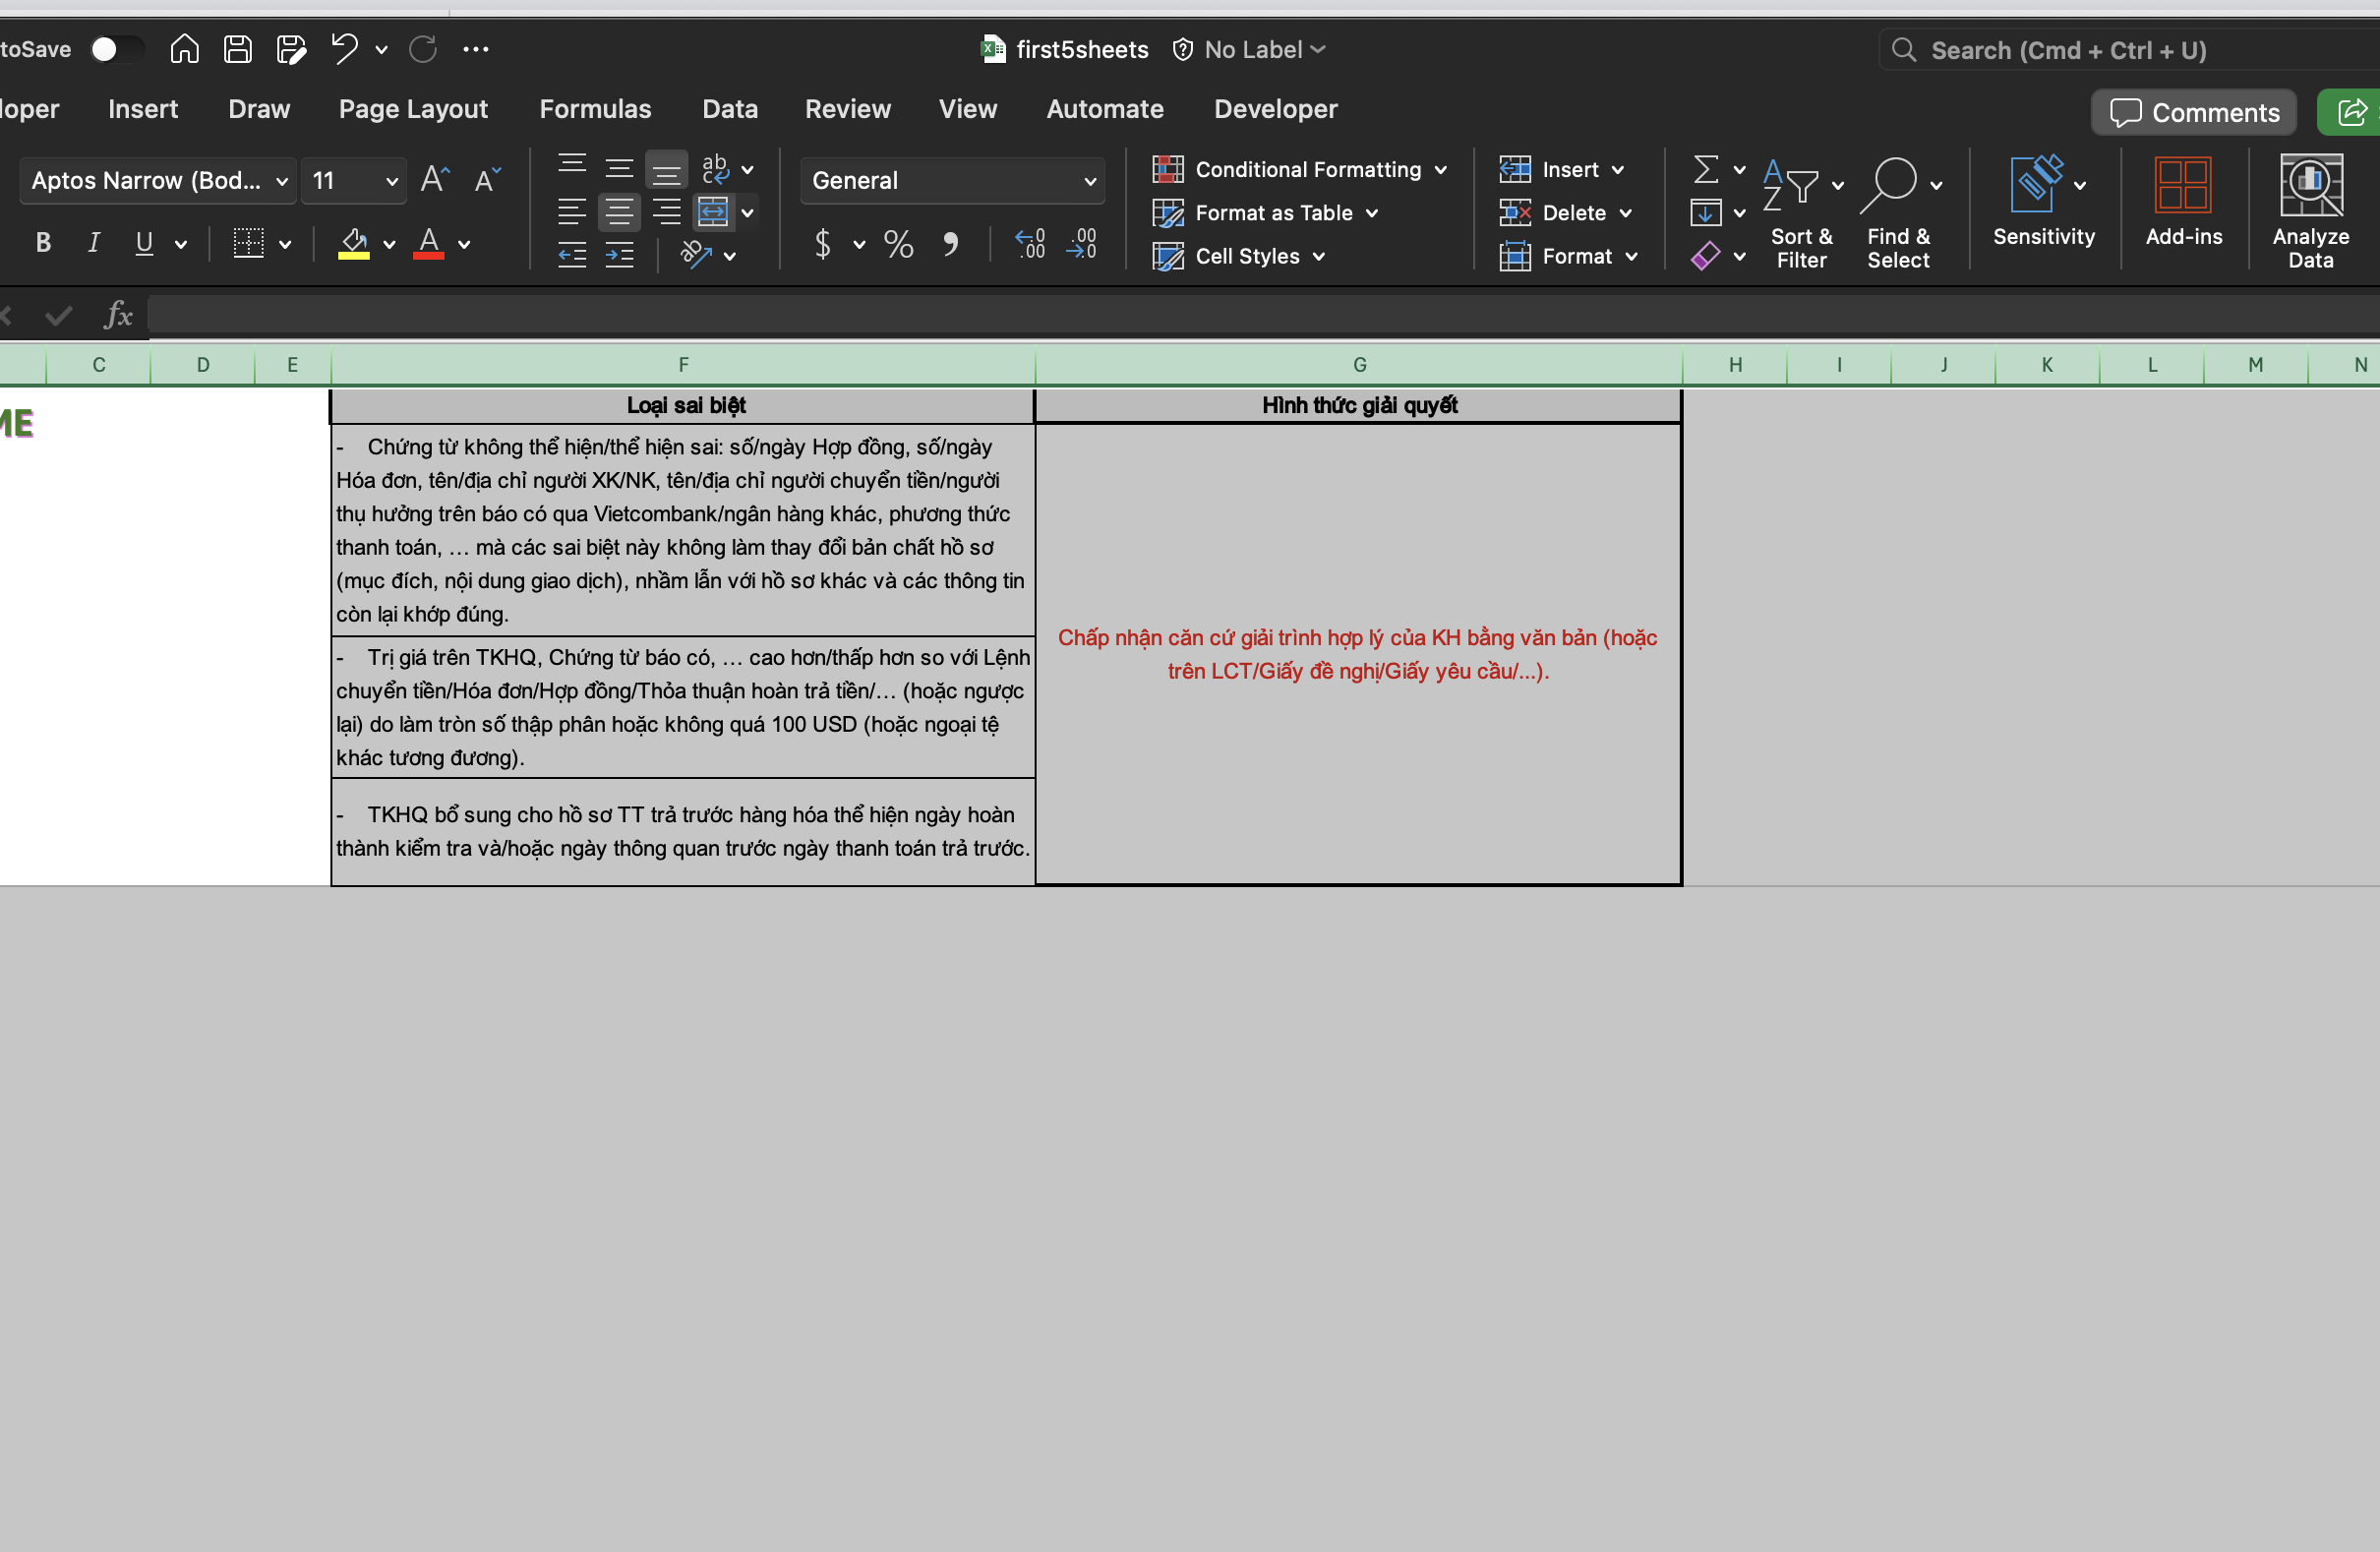 toSave
first5sheets
No Label
Search (Cmd + Ctrl + U)
Insert
Draw
Page Layout
Formulas
Data
Review
View
Automate
Developer
Comments
Aptos Narrow (Bod...
11
General
Conditional Formatting
Format as Table
Cell Styles
Insert
Delete
Format
Sort &
Filter
Find &
Select
Sensitivity
Add-ins
Analyze
Data
B I U
$ % 9
fx
C D E F G H I J K L M N
Loại sai biệt
Hình thức giải quyết
- Chứng từ không thể hiện/thể hiện sai: số/ngày Hợp đồng, số/ngày
Hóa đơn, tên/địa chỉ người XK/NK, tên/địa chỉ người chuyển tiền/người
thụ hưởng trên báo có qua Vietcombank/ngân hàng khác, phương thức
thanh toán, … mà các sai biệt này không làm thay đổi bản chất hồ sơ
(mục đích, nội dung giao dịch), nhầm lẫn với hồ sơ khác và các thông tin
còn lại khớp đúng.
- Trị giá trên TKHQ, Chứng từ báo có, … cao hơn/thấp hơn so với Lệnh
chuyển tiền/Hóa đơn/Hợp đồng/Thỏa thuận hoàn trả tiền/… (hoặc ngược
lại) do làm tròn số thập phân hoặc không quá 100 USD (hoặc ngoại tệ
khác tương đương).
- TKHQ bổ sung cho hồ sơ TT trả trước hàng hóa thể hiện ngày hoàn
thành kiểm tra và/hoặc ngày thông quan trước ngày thanh toán trả trước.
Chấp nhận căn cứ giải trình hợp lý của KH bằng văn bản (hoặc
trên LCT/Giấy đề nghị/Giấy yêu cầu/...).